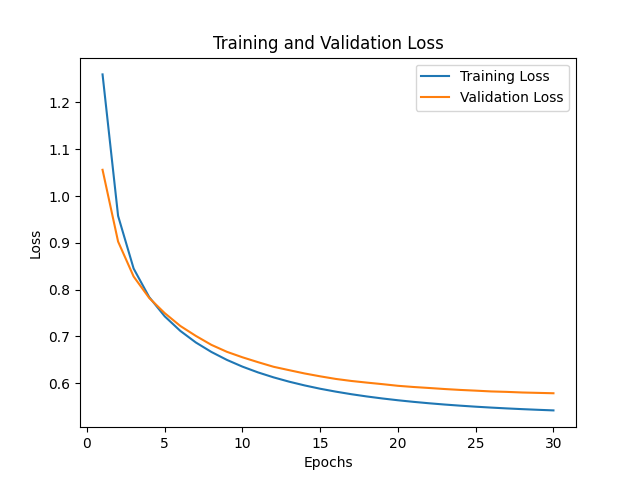 Training and Validation Loss
Training Loss
Validation Loss
1.2
1.1
1.0
0.9
0.8
0.7
0.6
Loss
0 5 10 15 20 25 30
Epochs